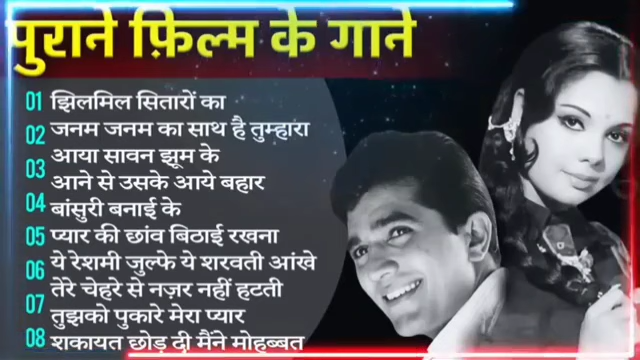 पुराने फ़िल्म के गाने
01 झिलमिल सितारों का
02 जनम जनम का साथ है तुम्हारा
आया सावन झूम के
03 आने से उसके आये बहार
04 बांसुरी बनाई के
05 प्यार की छांव बिठाई रखना
06 ये रेशमी जुल्फे ये शरवती आंखे
तेरे चेहरे से नज़र नहीं हटती
07 तुझको पुकारे मेरा प्यार
08 शकायत छोड़ दी मैंने मोहब्बत